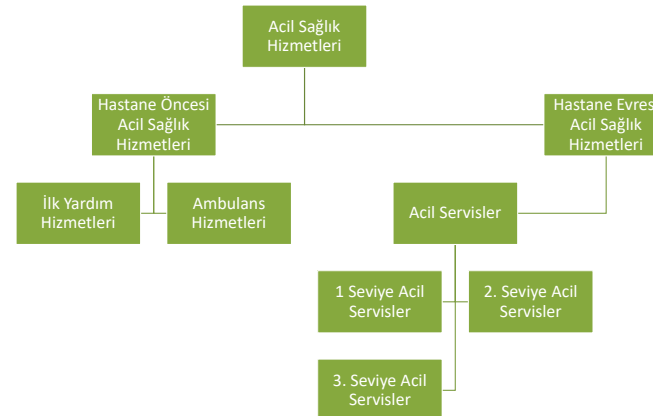 Acil Sağlık
Hizmetleri
Hastane Öncesi
Acil Sağlık
Hizmetleri
Hastane Evres
Acil Sağlık
Hizmetleri
İlk Yardım
Hizmetleri
Ambulans
Hizmetleri
Acil Servisler
1 Seviye Acil
Servisler
2. Seviye Acil
Servisler
3. Seviye Acil
Servisler